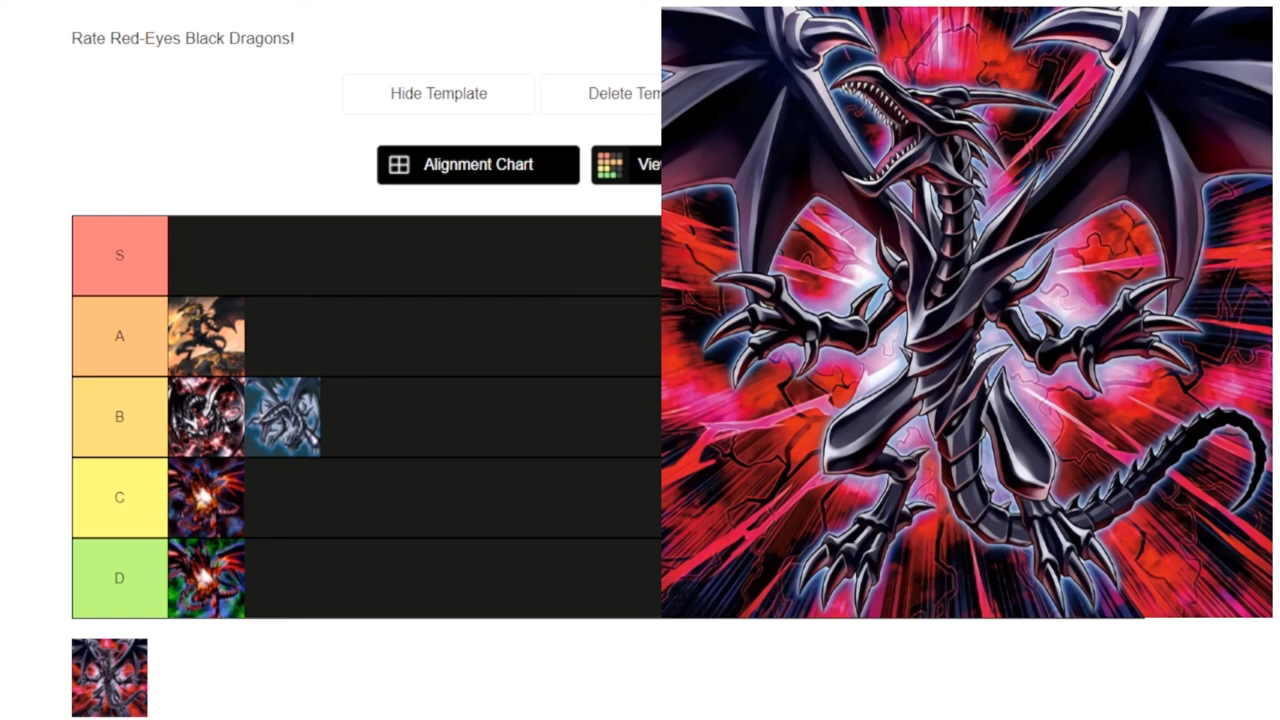 Rate Red-Eyes Black Dragons!
Hide Template
Delete Tem
Alignment Chart
Vie
S
A
B
C
D